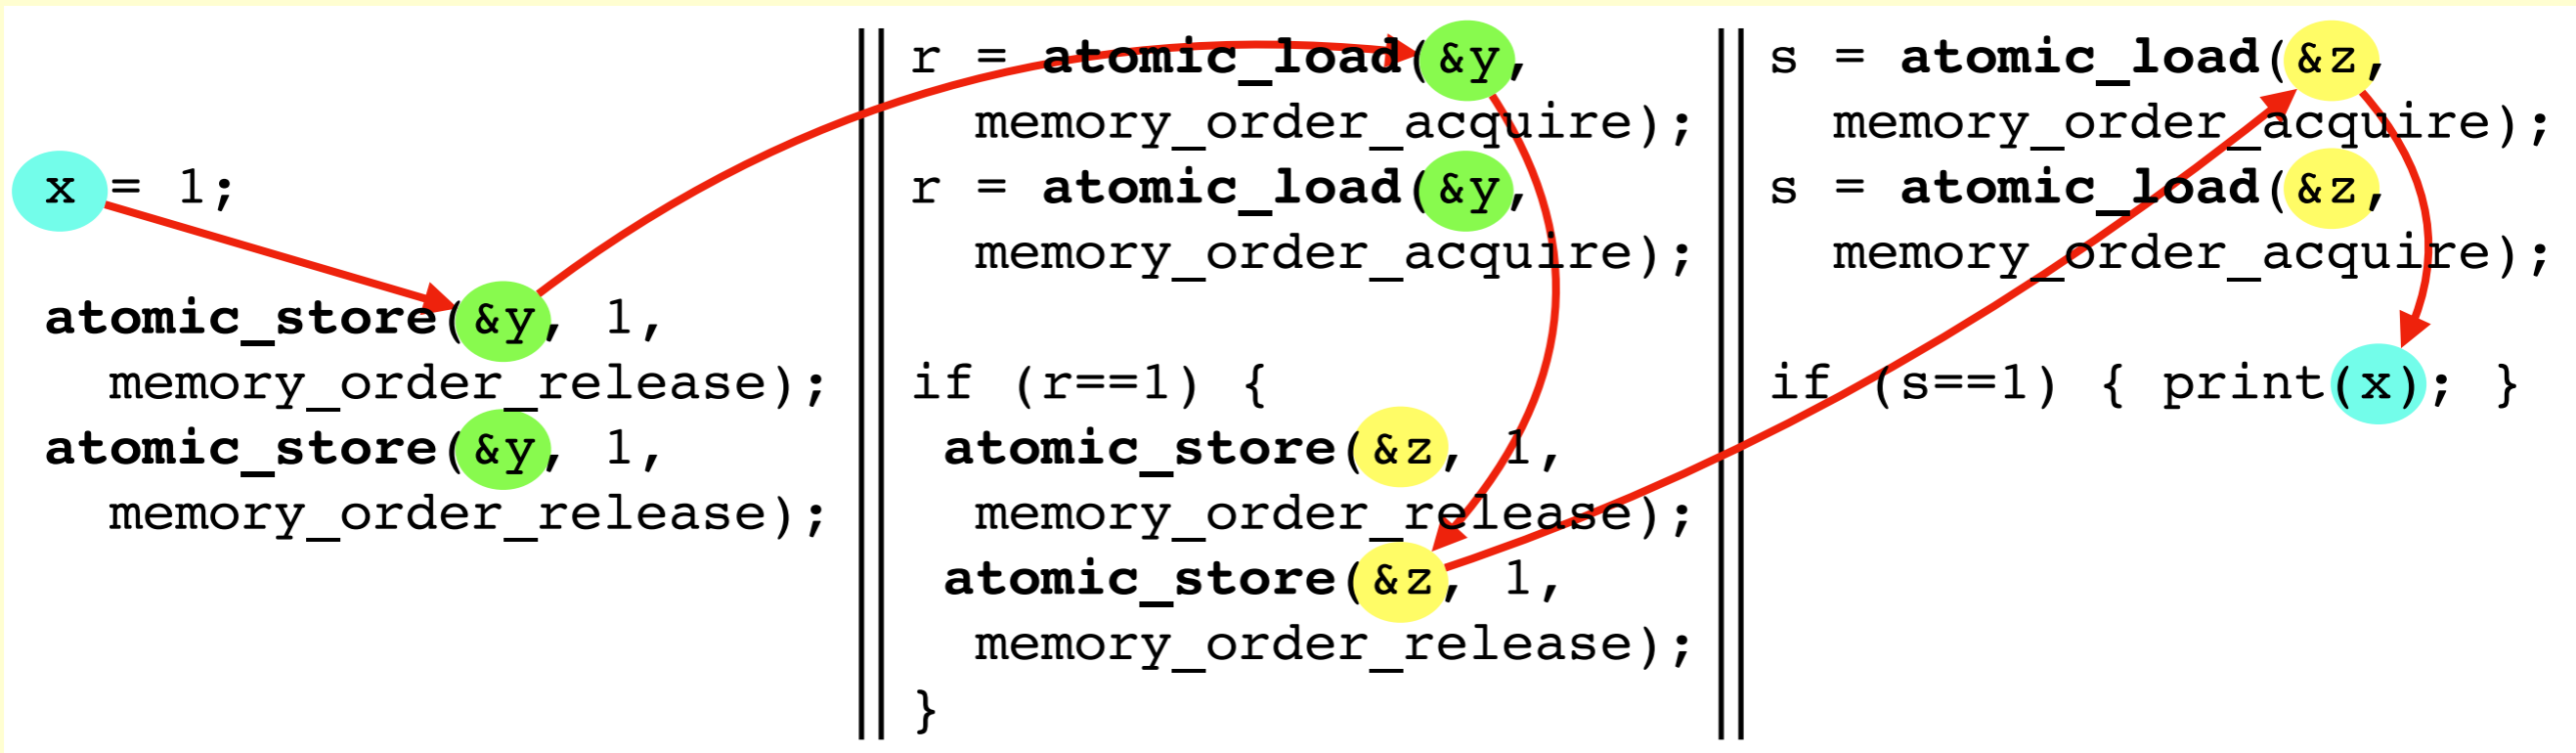 x = 1;
atomic_store(&y, 1,
memory_order_release);
atomic_store(&y, 1,
memory_order_release);
r = atomic_load(&y,
memory_order_acquire);
r = atomic_load(&y,
memory_order_acquire);
if (r==1) {
atomic_store(&z, 1,
memory_order_release);
atomic_store(&z, 1,
memory_order_release);
}
s = atomic_load(&z,
memory_order_acquire);
s = atomic_load(&z,
memory_order_acquire);
if (s==1) { print(x); }